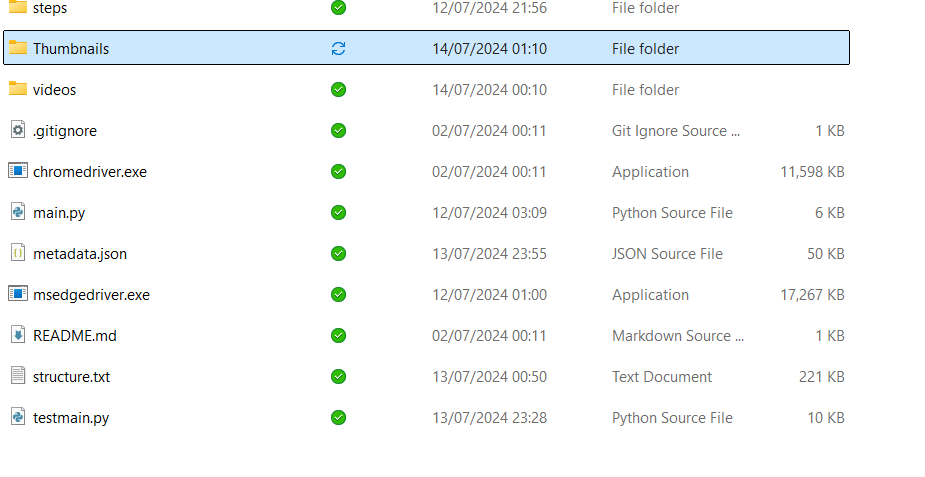 steps 12/07/2024 21:56 File folder
Thumbnails 14/07/2024 01:10 File folder
videos 14/07/2024 00:10 File folder
.gitignore 02/07/2024 00:11 Git Ignore Source ... 1 KB
chromedriver.exe 02/07/2024 00:11 Application 11,598 KB
main.py 12/07/2024 03:09 Python Source File 6 KB
metadata.json 13/07/2024 23:55 JSON Source File 50 KB
msedgedriver.exe 12/07/2024 01:00 Application 17,267 KB
README.md 02/07/2024 00:11 Markdown Source ... 1 KB
structure.txt 13/07/2024 00:50 Text Document 221 KB
testmain.py 13/07/2024 23:28 Python Source File 10 KB